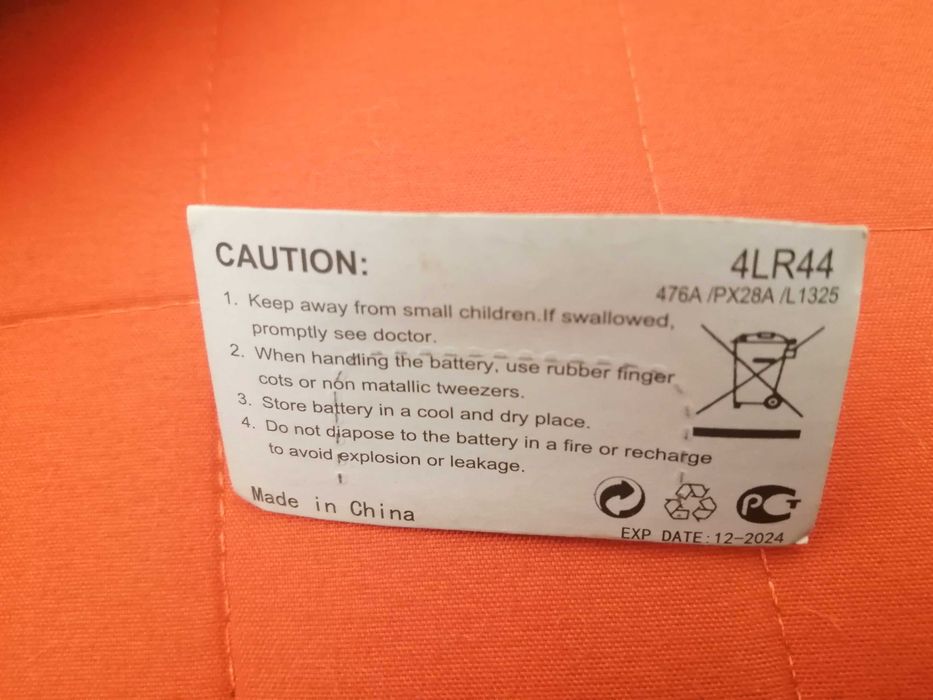 CAUTION:
4LR44
476A /PX28A /L1325
1. Keep away from small children.If swallowed,
promptly see doctor.
2. When handling the battery, use rubber finger
cots or non matallic tweezers.
3. Store battery in a cool and dry place.
4. Do not diapose to the battery in a fire or recharge
to avoid explosion or leakage.
Made in China
РСТ
EXP DATE:12-2024